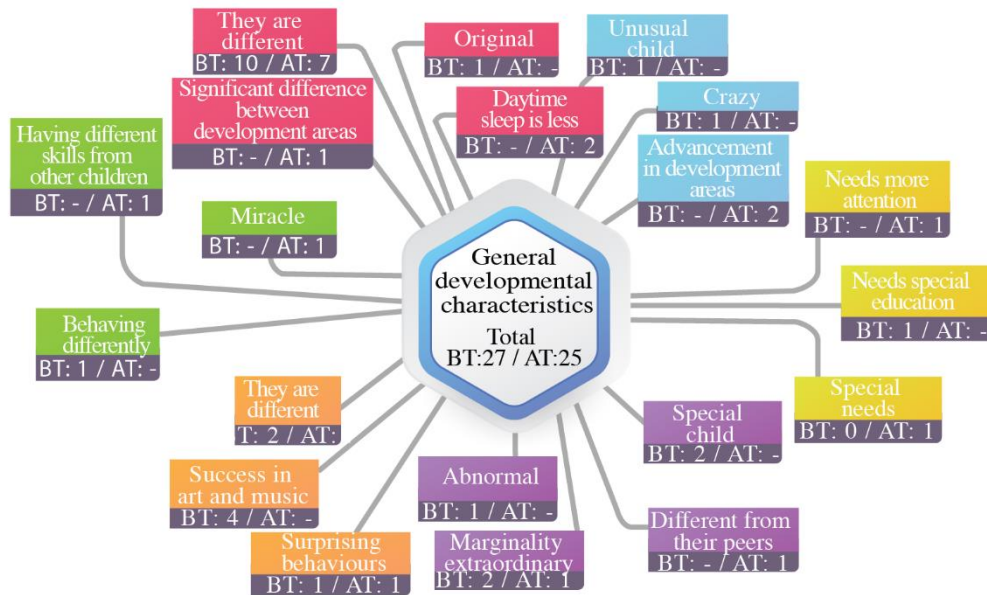 They are
different
BT: 10 / AT: 7
Original
BT: 1 / AT: -
Unusual
child
BT: 1 / AT: -
Significant difference
between
development areas
BT: - / AT: 1
Daytime
sleep is less
BT: - / AT: 2
Crazy
BT: 1 / AT: -
Having different
skills from
other children
BT: - / AT: 1
Advancement
in development
areas
BT: - / AT: 2
Needs more
attention
BT: - / AT: 1
Miracle
BT: - / AT: 1
General
developmental
characteristics
Total
BT:27 / AT:25
Needs special
education
BT: 1 / AT: -
Behaving
differently
BT: 1 / AT: -
They are
different
T: 2 / AT:
Special
needs
BT: 0 / AT: 1
Special
child
BT: 2 / AT: -
Success in
art and music
BT: 4 / AT: -
Abnormal
BT: 1 / AT: -
Surprising
behaviours
BT: 1 / AT: 1
Marginality
extraordinary
BT: 2 / AT: 1
Different from
their peers
BT: - / AT: 1